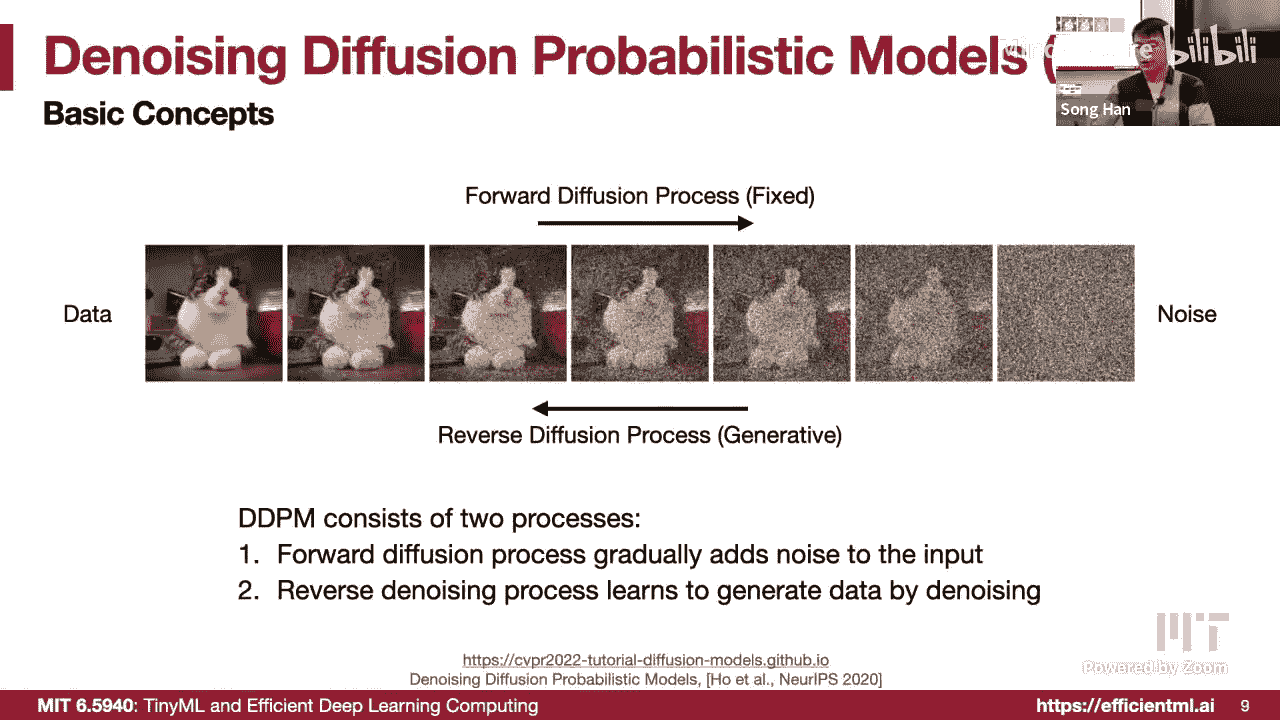 Denoising Diffusion Probabilistic Models (
bilibili
Song Han
Basic Concepts
Forward Diffusion Process (Fixed)
Data
Noise
Reverse Diffusion Process (Generative)
DDPM consists of two processes:
1. Forward diffusion process gradually adds noise to the input
2. Reverse denoising process learns to generate data by denoising
MIT
Powered by Zoom
https://cvpr2022-tutorial-diffusion-models.github.io
Denoising Diffusion Probabilistic Models, [Ho et al., NeurIPS 2020]
MIT 6.5940: TinyML and Efficient Deep Learning Computing
https://efficientml.ai
9